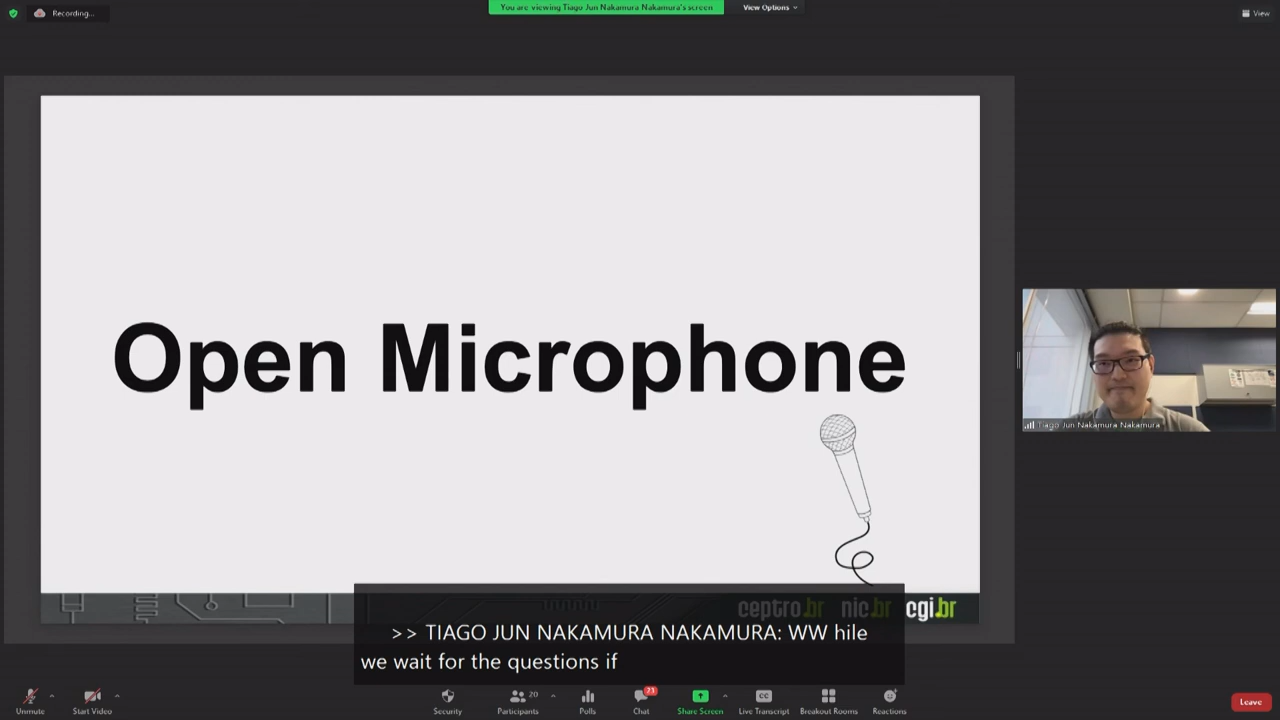 Recording...
You are viewing Tiago Jun Nakamura Nakamura's screen
View Options
View
Open Microphone
Tiago Jun Nakamura Nakamura
ceptro.br nic.br cgi.br
>> TIAGO JUN NAKAMURA NAKAMURA: WW hile
we wait for the questions if
Unmute
Start Video
Security
Participants
20
Polls
Chat
21
Share Screen
Live Transcript
CC
Breakout Rooms
Reactions
Leave